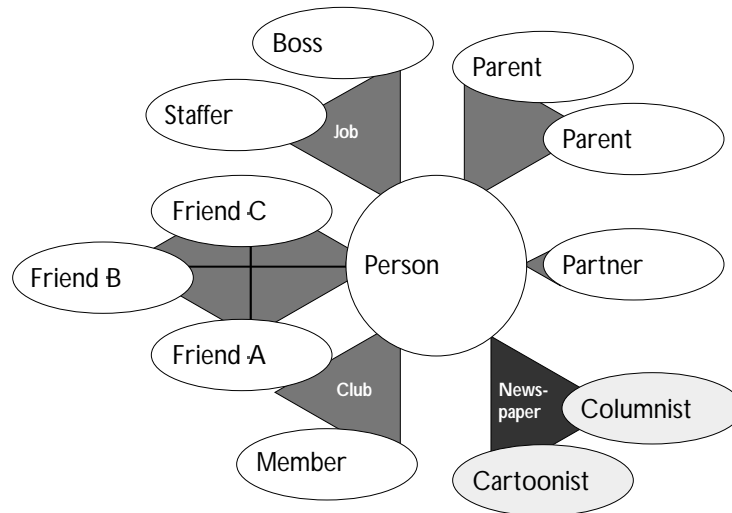 Boss
Parent
Staffer
Job
Parent
Friend C
Person
Partner
Friend B
Friend A
Club
News-
paper
Columnist
Member
Cartoonist